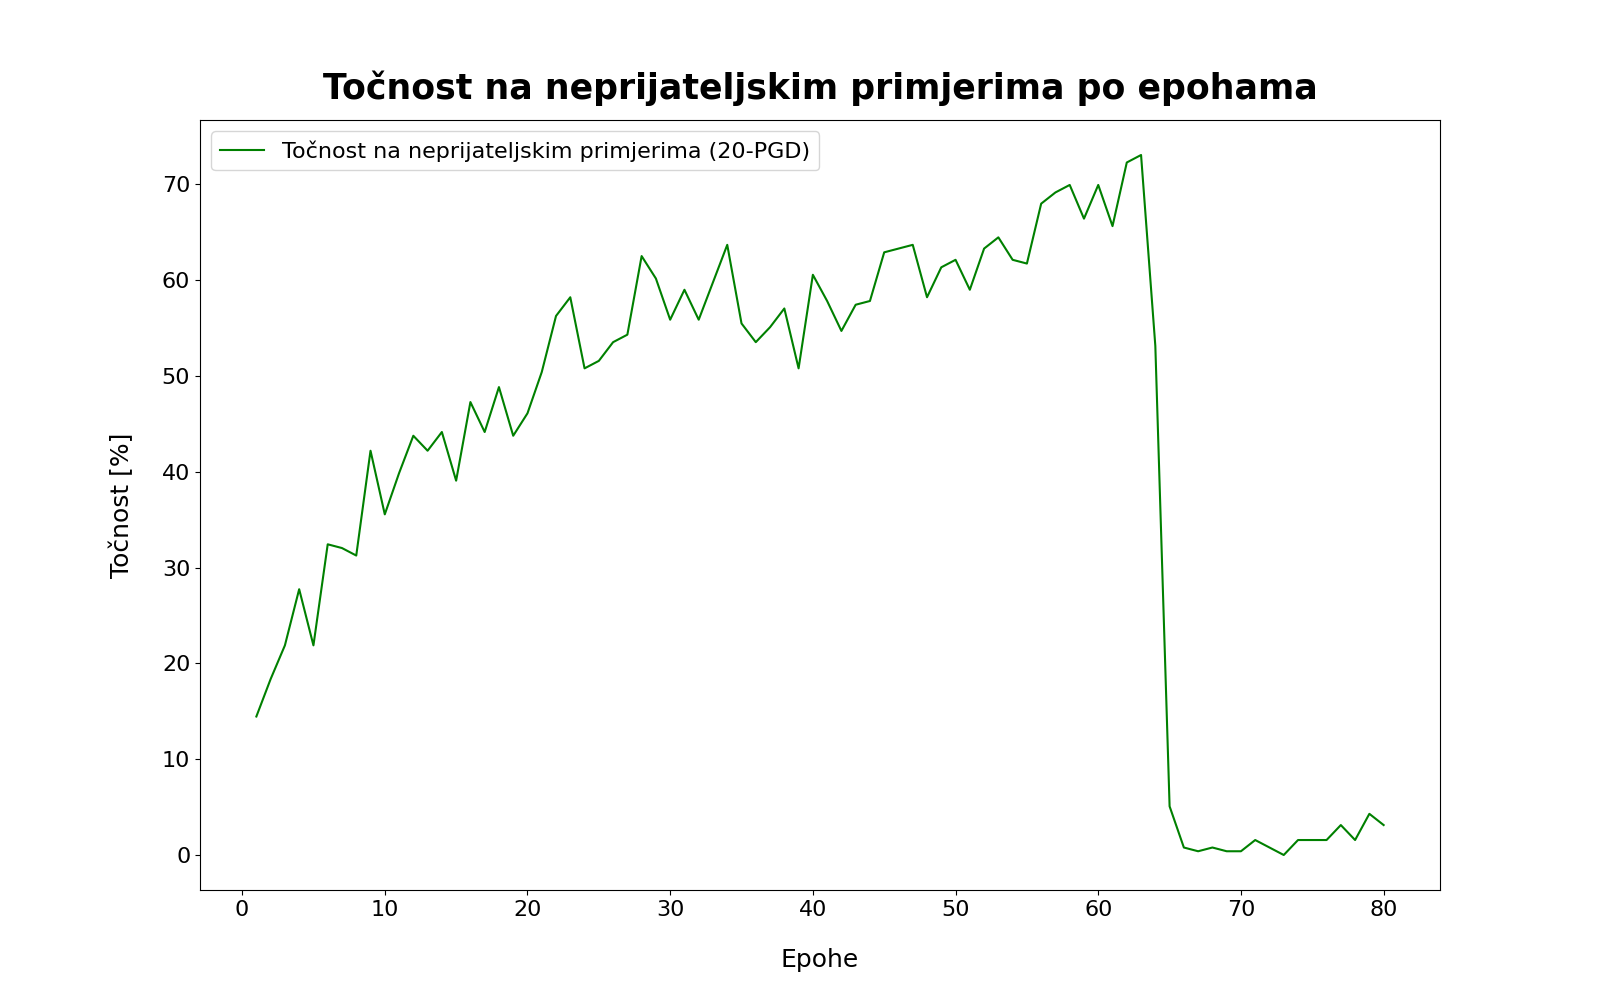 Točnost na neprijateljskim primjerima po epohama
Točnost na neprijateljskim primjerima (20-PGD)
Točnost [%]
70
60
50
40
30
20
10
0
0 10 20 30 40 50 60 70 80
Epohe